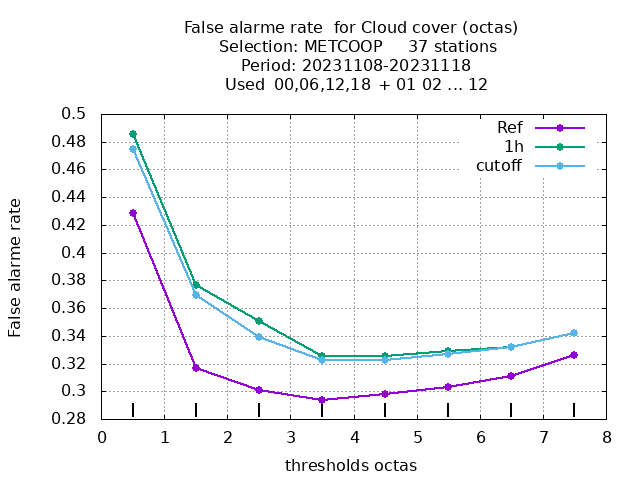 False alarme rate  for Cloud cover (octas)
Selection: METCOOP     37 stations
Period: 20231108-20231118
Used  00,06,12,18  + 01 02 ... 12
0.5
0.48
0.46
0.44
0.42
0.4
0.38
0.36
0.34
0.32
0.3
0.28
False alarme rate
Ref
1h
cutoff
0 1 2 3 4 5 6 7 8
thresholds octas